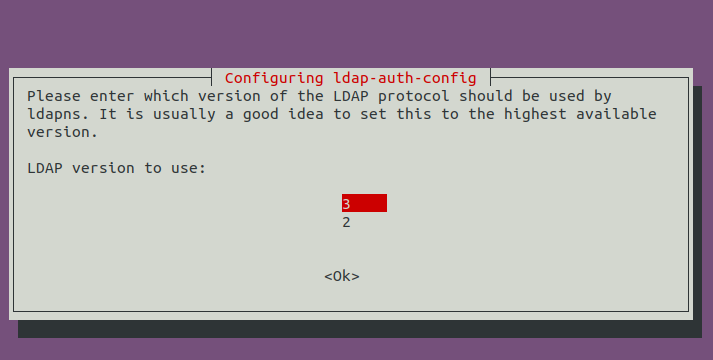 Configuring ldap-auth-config
Please enter which version of the LDAP protocol should be used by
ldapns. It is usually a good idea to set this to the highest available
version.
LDAP version to use:
3
2
<Ok>